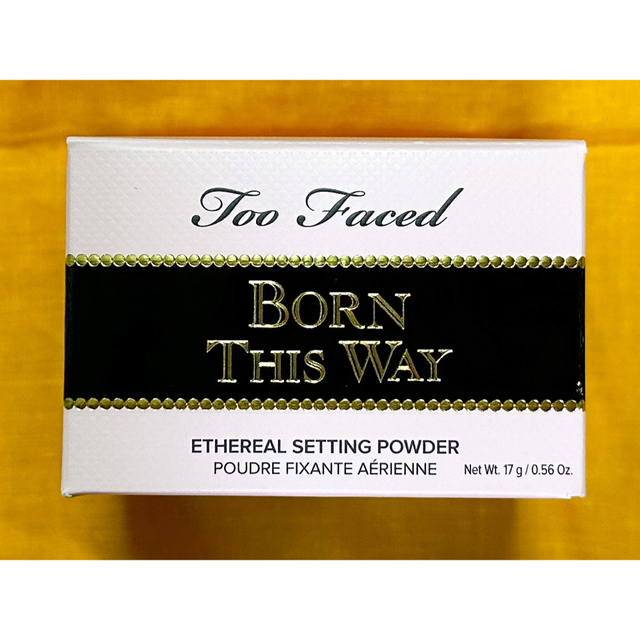 Too Faced
BORN
THIS WAY
ETHEREAL SETTING POWDER
POUDRE FIXANTE AÉRIENNE
Net Wt. 17 g / 0.56 Oz.